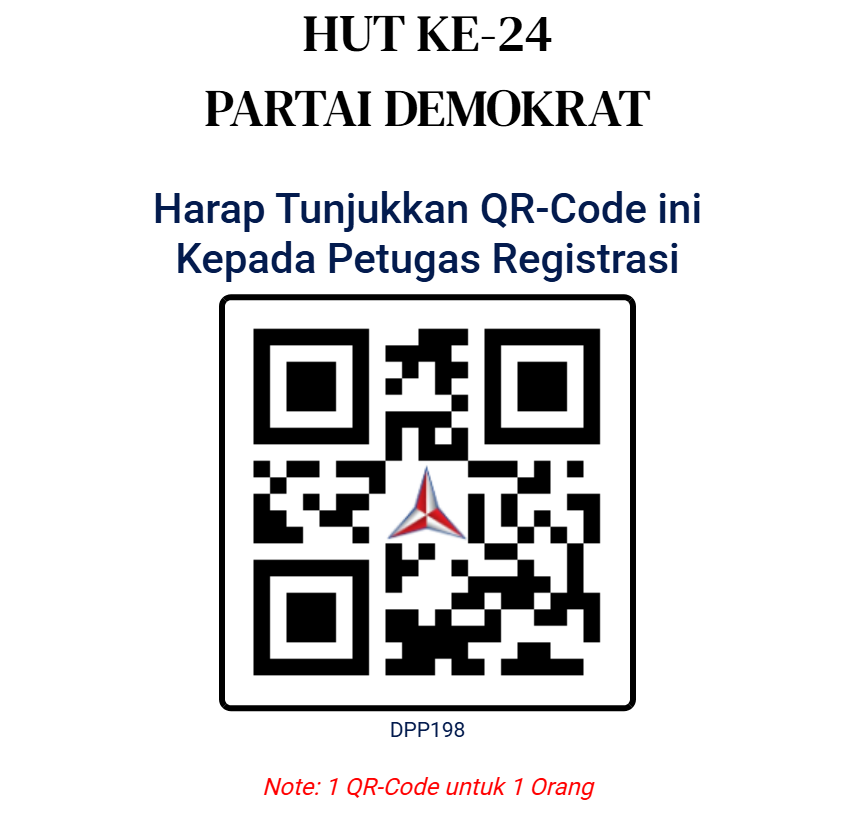 HUT KE-24
PARTAI DEMOKRAT
Harap Tunjukkan QR-Code ini
Kepada Petugas Registrasi
DPP198
Note: 1 QR-Code untuk 1 Orang